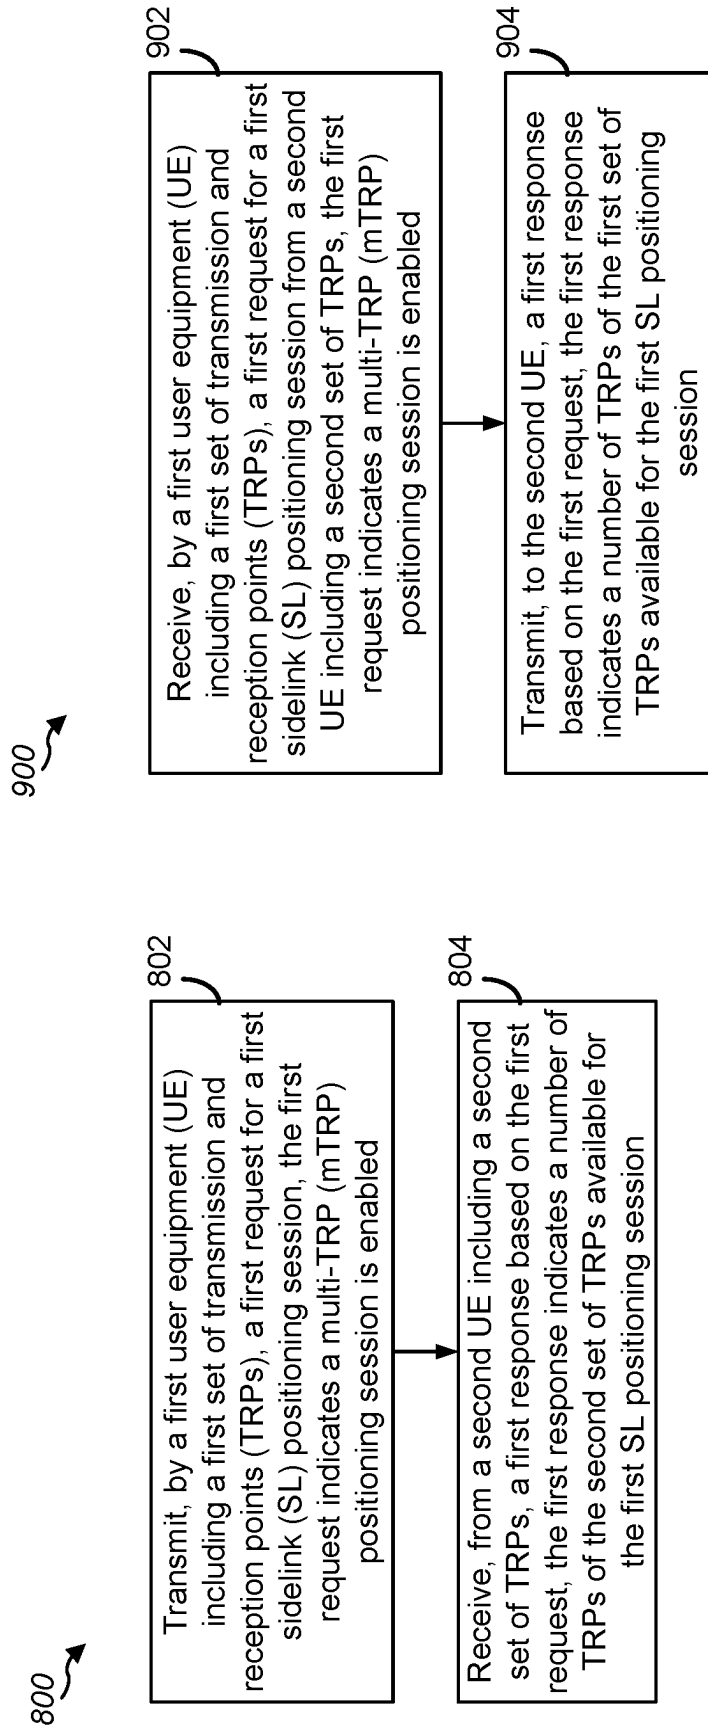 800
802
Transmit, by a first user equipment (UE)
including a first set of transmission and
reception points (TRPs), a first request for a first
sidelink (SL) positioning session, the first
request indicates a multi-TRP (mTRP)
positioning session is enabled
804
Receive, from a second UE including a second
set of TRPs, a first response based on the first
request, the first response indicates a number of
TRPs of the second set of TRPs available for
the first SL positioning session
900
902
Receive, by a first user equipment (UE)
including a first set of transmission and
reception points (TRPs), a first request for a first
sidelink (SL) positioning session from a second
UE including a second set of TRPs, the first
request indicates a multi-TRP (mTRP)
positioning session is enabled
904
Transmit, to the second UE, a first response
based on the first request, the first response
indicates a number of TRPs of the first set of
TRPs available for the first SL positioning
session